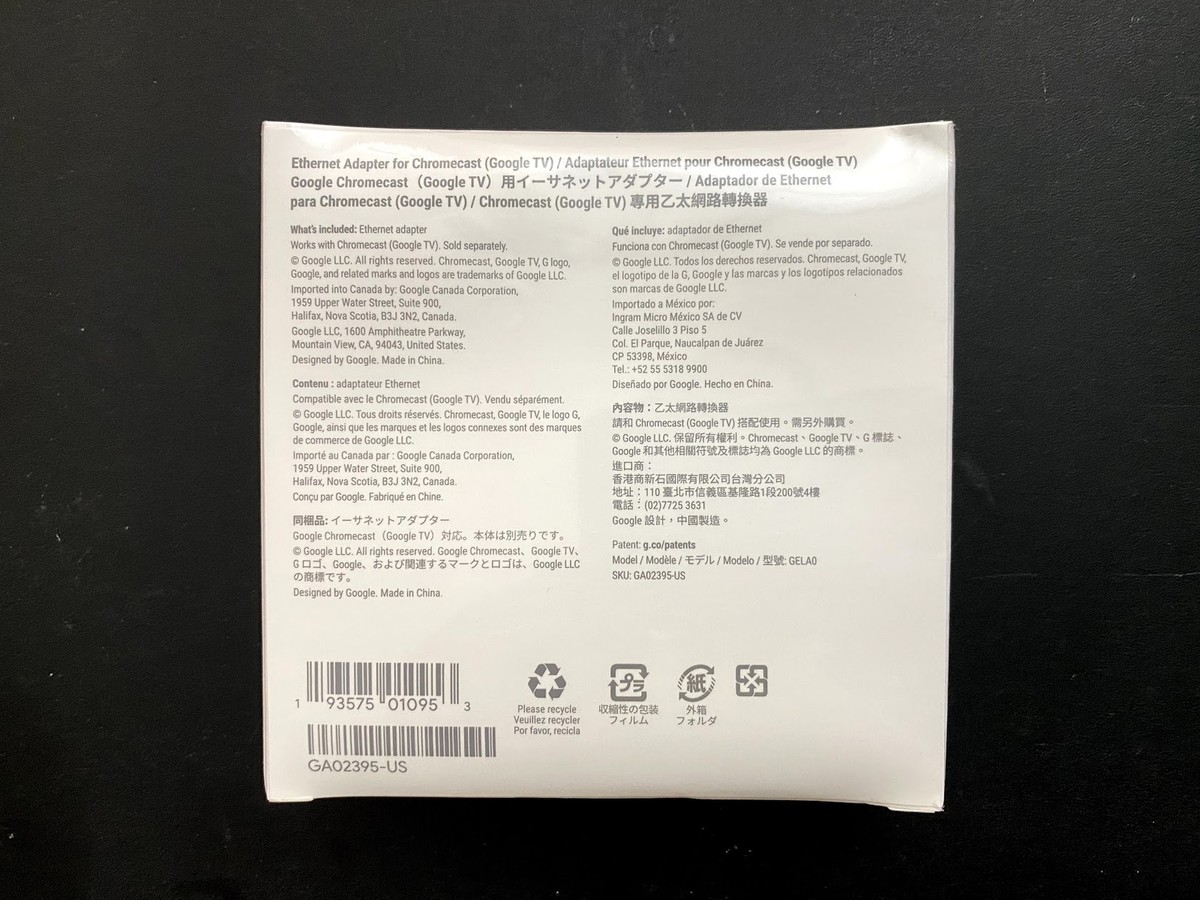 Ethernet Adapter for Chromecast (Google TV) / Adaptateur Ethernet pour Chromecast (Google TV)
Google Chromecast（Google TV）用イーサネットアダプター / Adaptador de Ethernet
para Chromecast (Google TV) / Chromecast (Google TV) 專用乙太網路轉換器
What's included: Ethernet adapter
Works with Chromecast (Google TV). Sold separately.
© Google LLC. All rights reserved. Chromecast, Google TV, G logo,
Google, and related marks and logos are trademarks of Google LLC.
Imported into Canada by: Google Canada Corporation,
1959 Upper Water Street, Suite 900,
Halifax, Nova Scotia, B3J 3N2, Canada.
Google LLC, 1600 Amphitheatre Parkway,
Mountain View, CA, 94043, United States.
Designed by Google. Made in China.
Contenu : adaptateur Ethernet
Compatible avec le Chromecast (Google TV). Vendu séparément.
© Google LLC. Tous droits réservés. Chromecast, Google TV, le logo G,
Google, ainsi que les marques et les logos connexes sont des marques
de commerce de Google LLC.
Importé au Canada par : Google Canada Corporation,
1959 Upper Water Street, Suite 900,
Halifax, Nova Scotia, B3J 3N2, Canada.
Conçu par Google. Fabriqué en Chine.
同梱品: イーサネットアダプター
Google Chromecast（Google TV）対応。本体は別売りです。
© Google LLC. All rights reserved. Google Chromecast、Google TV、
G ロゴ、Google、および関連するマークとロゴは、Google LLC
の商標です。
Designed by Google. Made in China.
Qué incluye: adaptador de Ethernet
Funciona con Chromecast (Google TV). Se vende por separado.
© Google LLC. Todos los derechos reservados. Chromecast, Google TV,
el logotipo de la G, Google y las marcas y los logotipos relacionados
son marcas de Google LLC.
Importado a México por:
Ingram Micro México SA de CV
Calle Joselillo 3 Piso 5
Col. El Parque, Naucalpan de Juárez
CP 53398, México
Tel.: +52 55 5318 9900
Diseñado por Google. Hecho en China.
內容物：乙太網路轉換器
請和 Chromecast (Google TV) 搭配使用。需另外購買。
© Google LLC. 保留所有權利。Chromecast、Google TV、G 標誌、
Google 和其他相關符號及標誌均為 Google LLC 的商標。
進口商：
香港商新石國際有限公司台灣分公司
地址：110 臺北市信義區基隆路1段200號4樓
電話：(02)7725 3631
Google 設計，中國製造。
Patent: g.co/patents
Model / Modèle / モデル / Modelo / 型號: GELA0
SKU: GA02395-US
1 93575 01095 3
GA02395-US
Please recycle
Veuillez recycler
Por favor, recicla
プラ
収縮性の包装
フィルム
紙
外箱
フォルダ